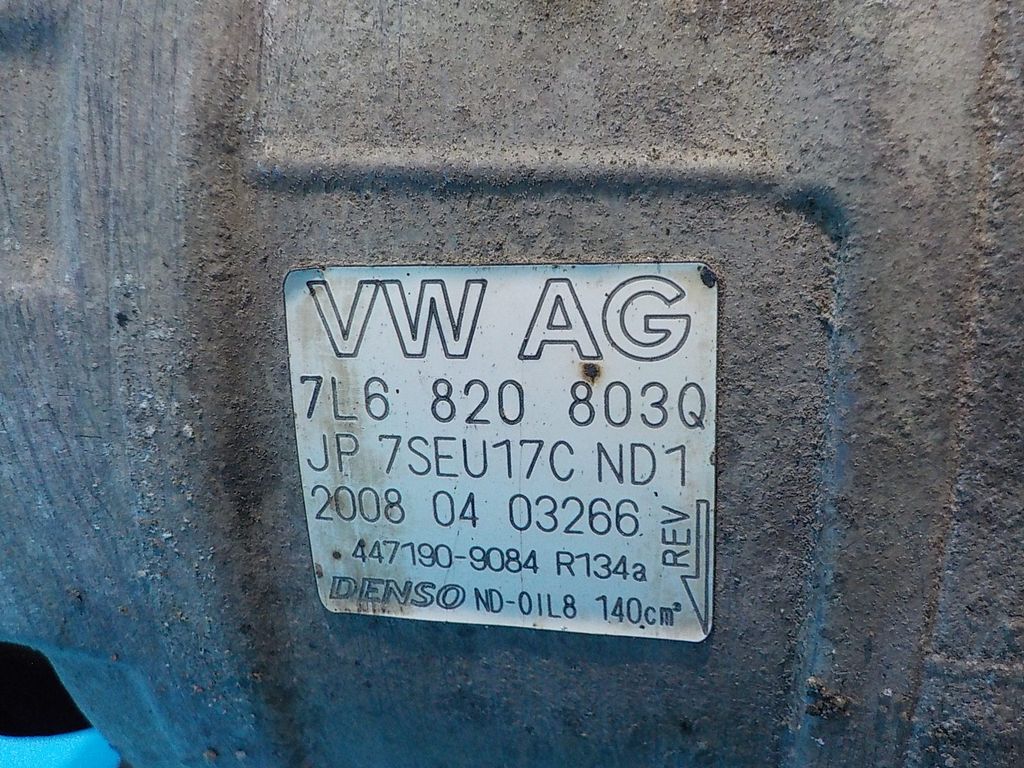 VW AG
7L6 820 803Q
JP 7SEU17C ND1
2008 04 03266
REV
447190-9084 R134a
DENSO ND-OIL8 140cm³